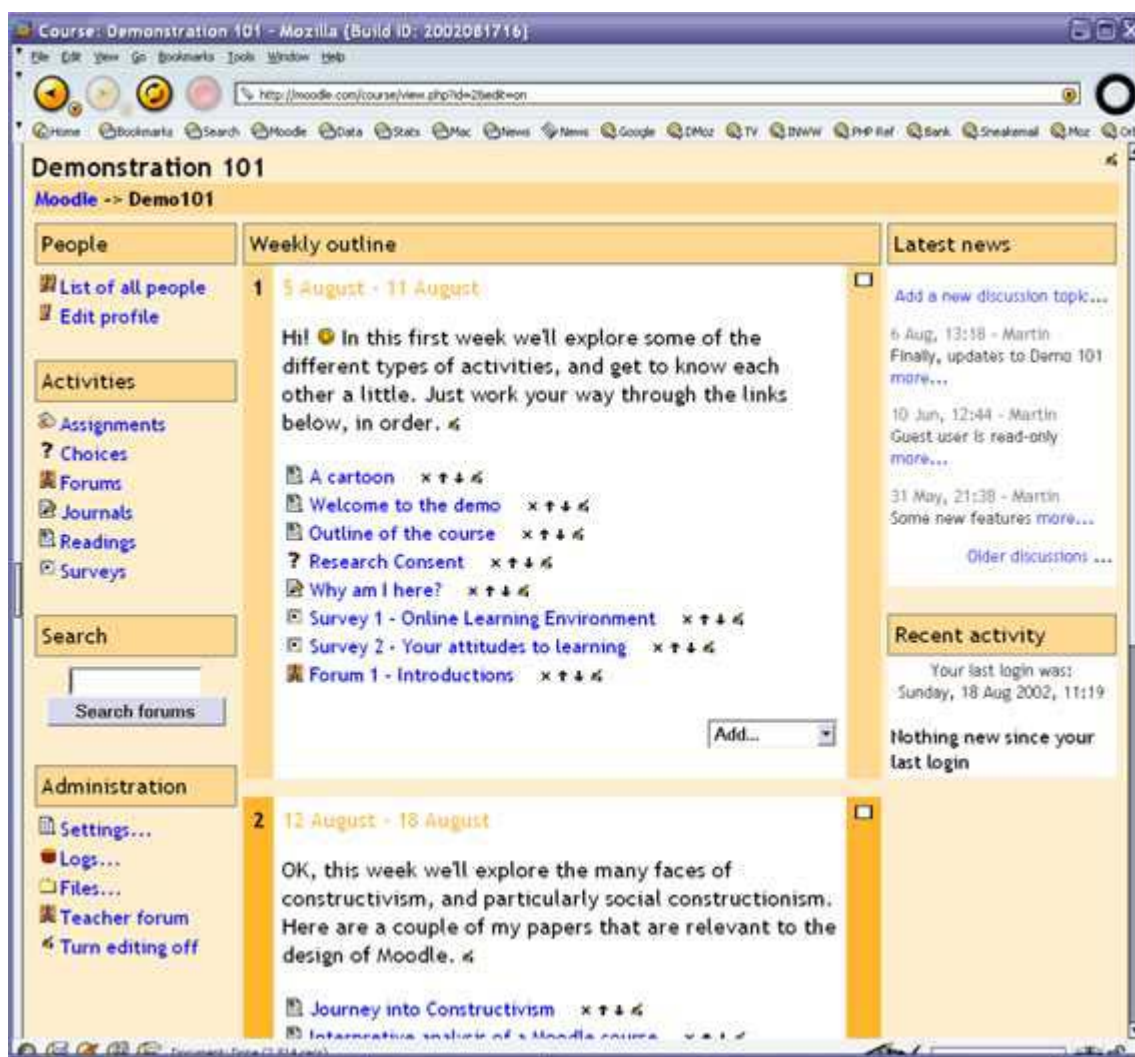 Course: Demonstration 101 - Mozilla {Build ID: 2002081716}
File Edit View Go Bookmarks Tools Window Help
http://moodle.com/course/view.php?id=2&edit=on
Home Bookmarks Search Moodle Data Stats Mac News News Google DMoz TV INWW PHP Ref Bank Sneakemail Moz
Demonstration 101
Moodle -> Demo101
People
List of all people
Edit profile
Activities
Assignments
? Choices
Forums
Journals
Readings
Surveys
Search
Search forums
Administration
Settings...
Logs...
Files...
Teacher forum
Turn editing off
Weekly outline
1 5 August - 11 August
Hi! In this first week we'll explore some of the
different types of activities, and get to know each
other a little. Just work your way through the links
below, in order.
A cartoon
Welcome to the demo
Outline of the course
? Research Consent
Why am I here?
Survey 1 - Online Learning Environment
Survey 2 - Your attitudes to learning
Forum 1 - Introductions
Add...
2 12 August - 18 August
OK, this week we'll explore the many faces of
constructivism, and particularly social constructionism.
Here are a couple of my papers that are relevant to the
design of Moodle.
Journey into Constructivism
Interpretive analysis of a Moodle course
Latest news
Add a new discussion topic...
6 Aug, 13:18 - Martin
Finally, updates to Demo 101
more...
10 Jun, 12:44 - Martin
Guest user is read-only
more...
31 May, 21:38 - Martin
Some new features more...
Older discussions ...
Recent activity
Your last login was:
Sunday, 18 Aug 2002, 11:19
Nothing new since your
last login